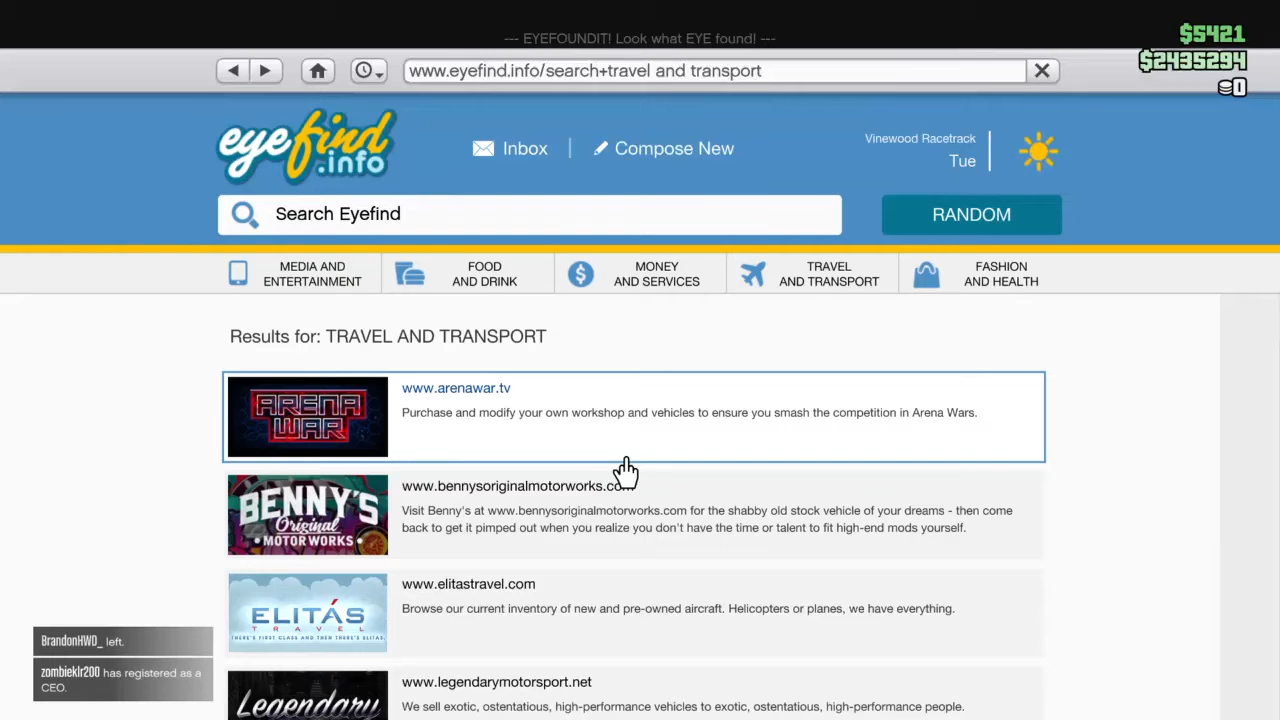 --- EYEFOUNDIT! Look what EYE found! ---
$5421
$2435294
1
www.eyefind.info/search+travel and transport
eyefind
.info
Inbox
Compose New
Vinewood Racetrack
Tue
Search Eyefind
RANDOM
MEDIA AND
ENTERTAINMENT
FOOD
AND DRINK
MONEY
AND SERVICES
TRAVEL
AND TRANSPORT
FASHION
AND HEALTH
Results for: TRAVEL AND TRANSPORT
ARENA
WAR
www.arenawar.tv
Purchase and modify your own workshop and vehicles to ensure you smash the competition in Arena Wars.
BENNY'S
Original
MOTOR WORKS
www.bennysoriginalmotorworks.com
Visit Benny's at www.bennysoriginalmotorworks.com for the shabby old stock vehicle of your dreams - then come
back to get it pimped out when you realize you don't have the time or talent to fit high-end mods yourself.
ELITÁS
TRAVEL
THERE'S FIRST CLASS AND THEN THERE'S ELITAS.
www.elitastravel.com
Browse our current inventory of new and pre-owned aircraft. Helicopters or planes, we have everything.
Legendary
www.legendarymotorsport.net
We sell exotic, ostentatious, high-performance vehicles to exotic, ostentatious, high-performance people.
BrandonHWD_ left.
zombieklr200 has registered as a
CEO.